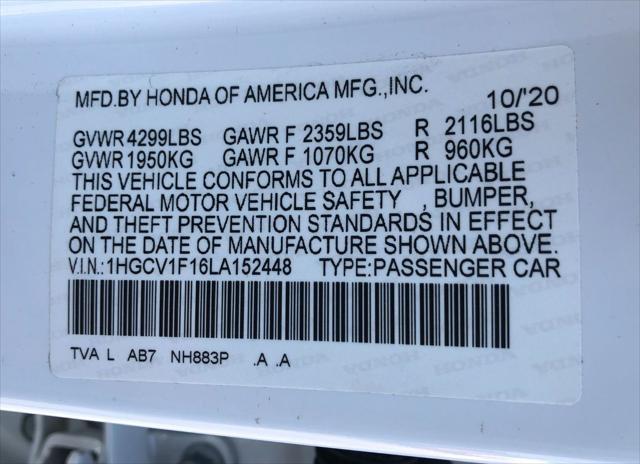 MFD.BY HONDA OF AMERICA MFG.,INC. 10/'20
GVWR 4299LBS GAWR F 2359LBS R 2116LBS
GVWR 1950KG GAWR F 1070KG R 960KG
THIS VEHICLE CONFORMS TO ALL APPLICABLE
FEDERAL MOTOR VEHICLE SAFETY , BUMPER,
AND THEFT PREVENTION STANDARDS IN EFFECT
ON THE DATE OF MANUFACTURE SHOWN ABOVE.
V.I.N.:1HGCV1F16LA152448 TYPE:PASSENGER CAR
TVA L AB7 NH883P .A .A